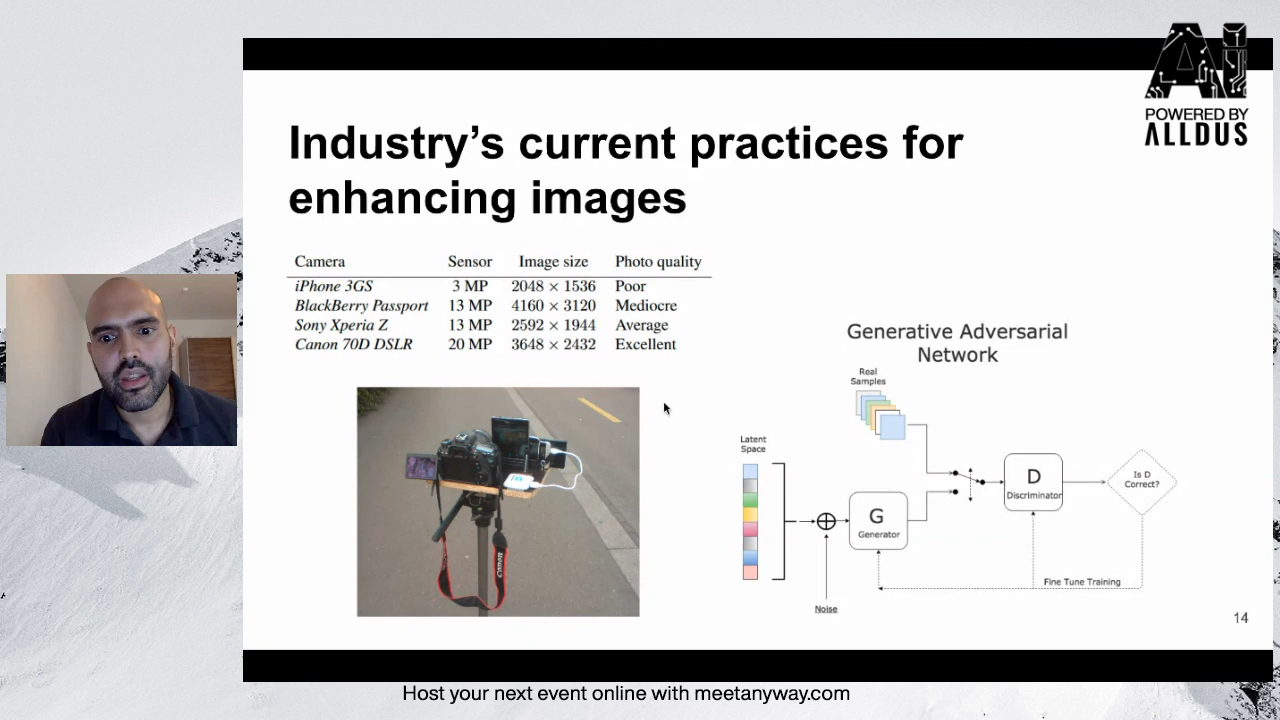 AI
POWERED BY
ALLDUS
Industry's current practices for
enhancing images
Camera Sensor Image size Photo quality
iPhone 3GS 3 MP 2048 × 1536 Poor
BlackBerry Passport 13 MP 4160 × 3120 Mediocre
Sony Xperia Z 13 MP 2592 × 1944 Average
Canon 70D DSLR 20 MP 3648 × 2432 Excellent
Canon
Generative Adversarial
Network
Real
Samples
Latent
Space
G
Generator
D
Discriminator
Is D
Correct?
Fine Tune Training
Noise
14
Host your next event online with meetanyway.com